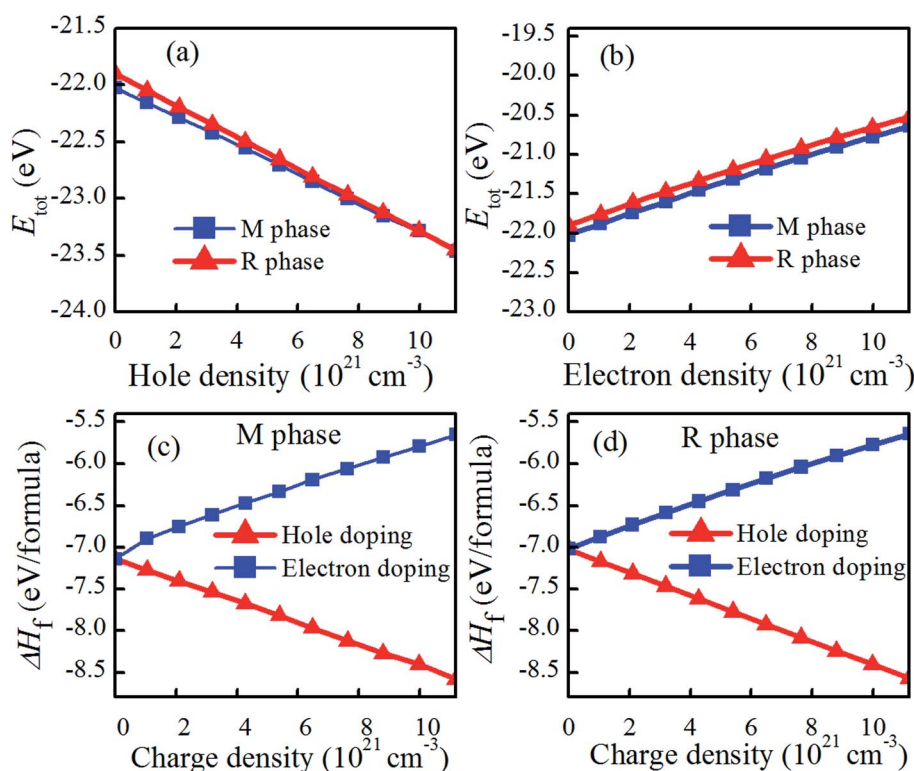 (a)
-21.5
-22.0
-22.5
-23.0
-23.5
-24.0
E_tot (eV)
M phase
R phase
0 2 4 6 8 10
Hole density (10^21 cm^-3)
(b)
-19.5
-20.0
-20.5
-21.0
-21.5
-22.0
-22.5
-23.0
E_tot (eV)
M phase
R phase
0 2 4 6 8 10
Electron density (10^21 cm^-3)
(c) M phase
-5.5
-6.0
-6.5
-7.0
-7.5
-8.0
-8.5
ΔH_f (eV/formula)
Hole doping
Electron doping
0 2 4 6 8 10
Charge density (10^21 cm^-3)
(d) R phase
-5.5
-6.0
-6.5
-7.0
-7.5
-8.0
-8.5
ΔH_f (eV/formula)
Hole doping
Electron doping
0 2 4 6 8 10
Charge density (10^21 cm^-3)